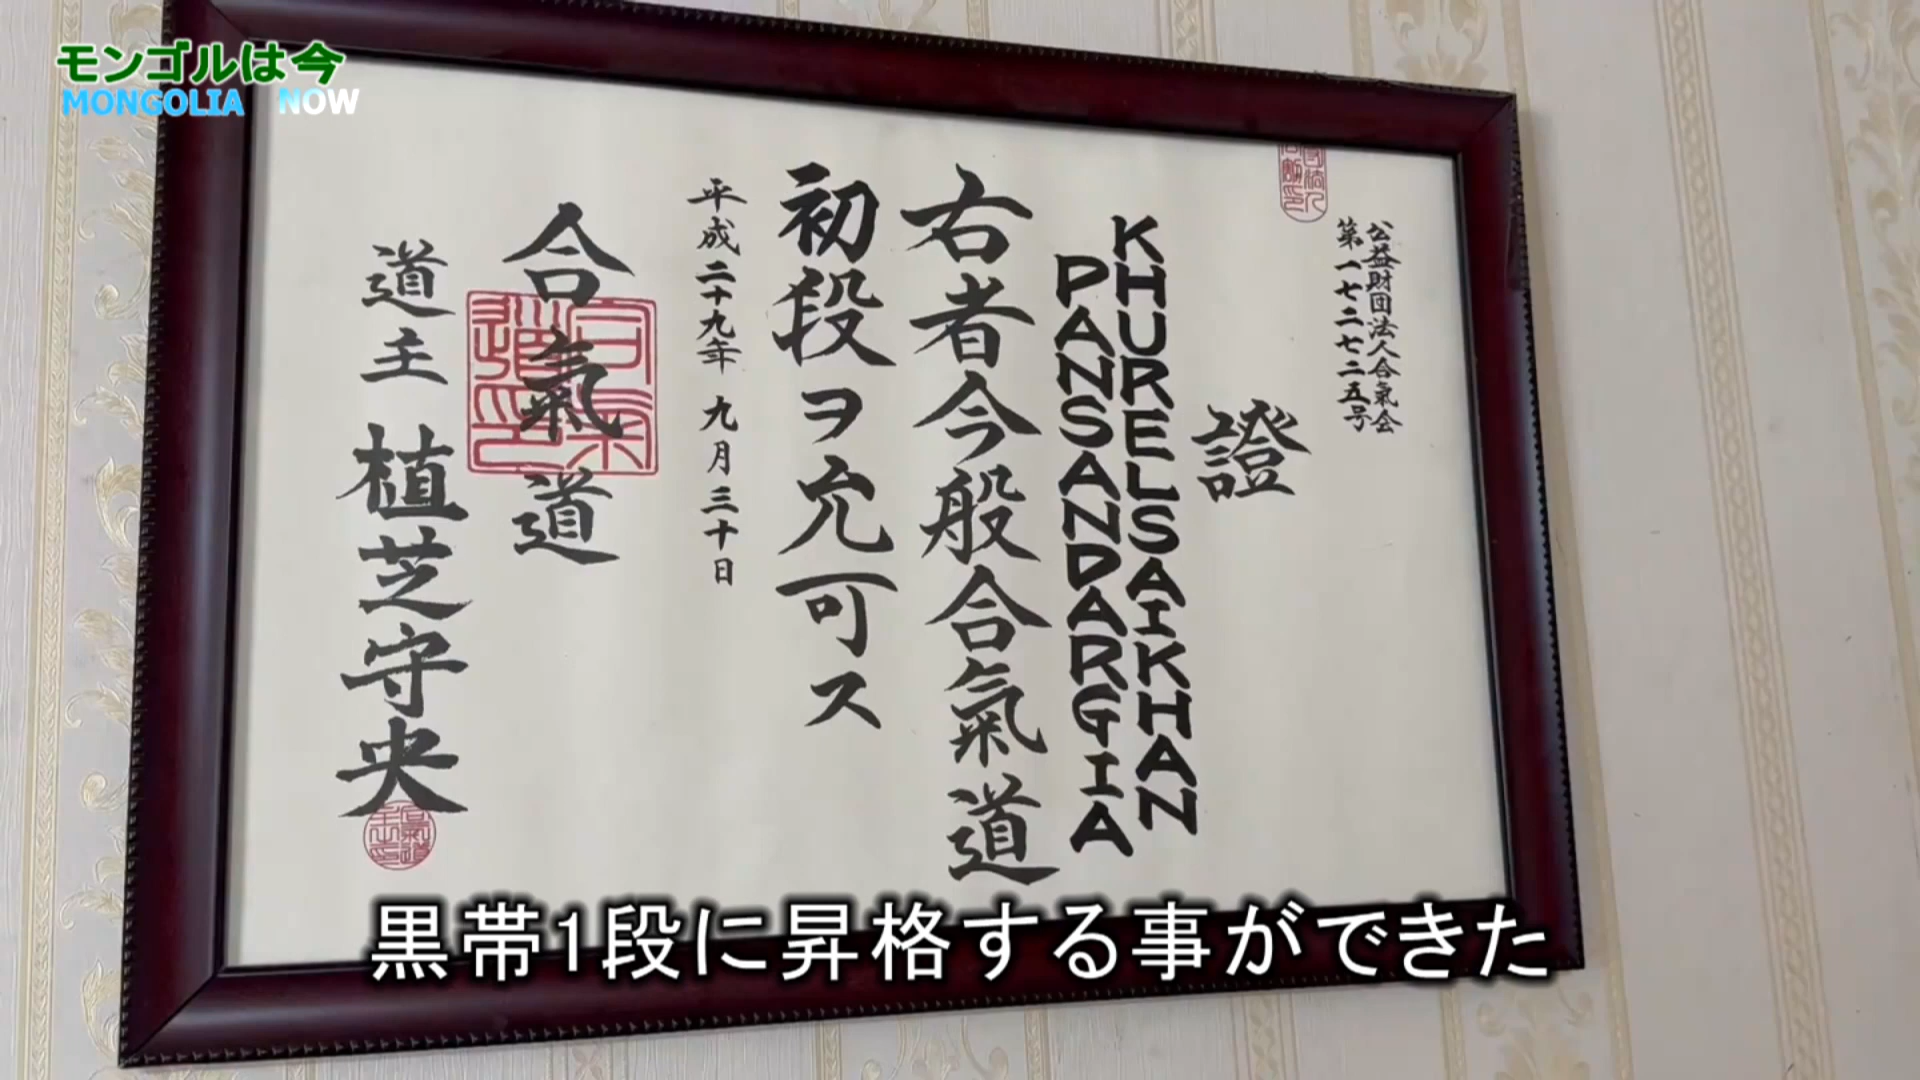 モンゴルは今
MONGOLIA NOW
公益財団法人合氣会
第一七二七二五号
證
KHURELSAIKHAN
PANSANDARGIA
右者今般合氣道
初段ヲ允可ス
平成二十九年九月三十日
合氣道
道主 植芝守央
黒帯1段に昇格する事ができた